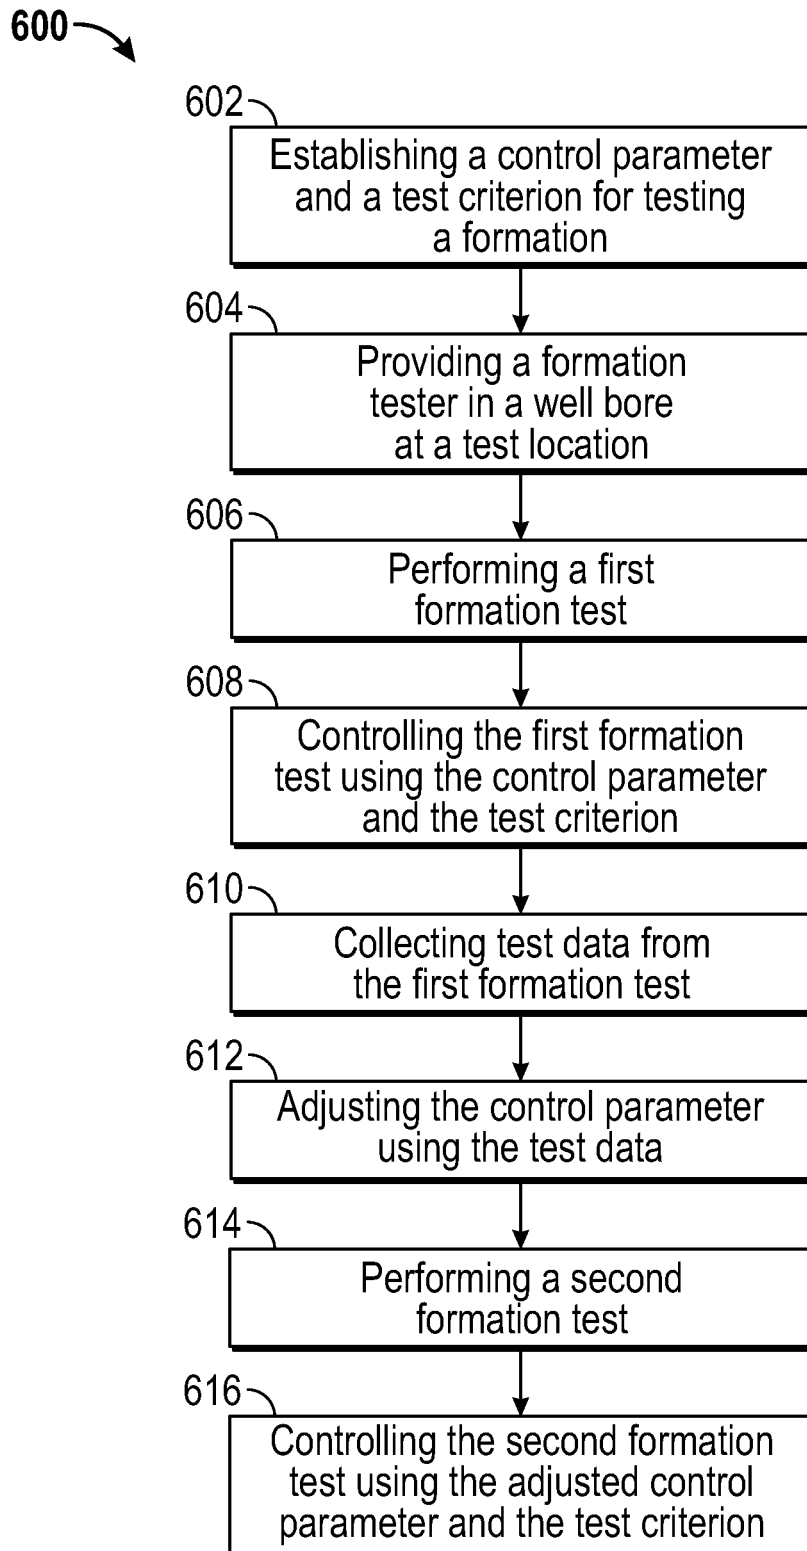 600
602
Establishing a control parameter
and a test criterion for testing
a formation
604
Providing a formation
tester in a well bore
at a test location
606
Performing a first
formation test
608
Controlling the first formation
test using the control parameter
and the test criterion
610
Collecting test data from
the first formation test
612
Adjusting the control parameter
using the test data
614
Performing a second
formation test
616
Controlling the second formation
test using the adjusted control
parameter and the test criterion